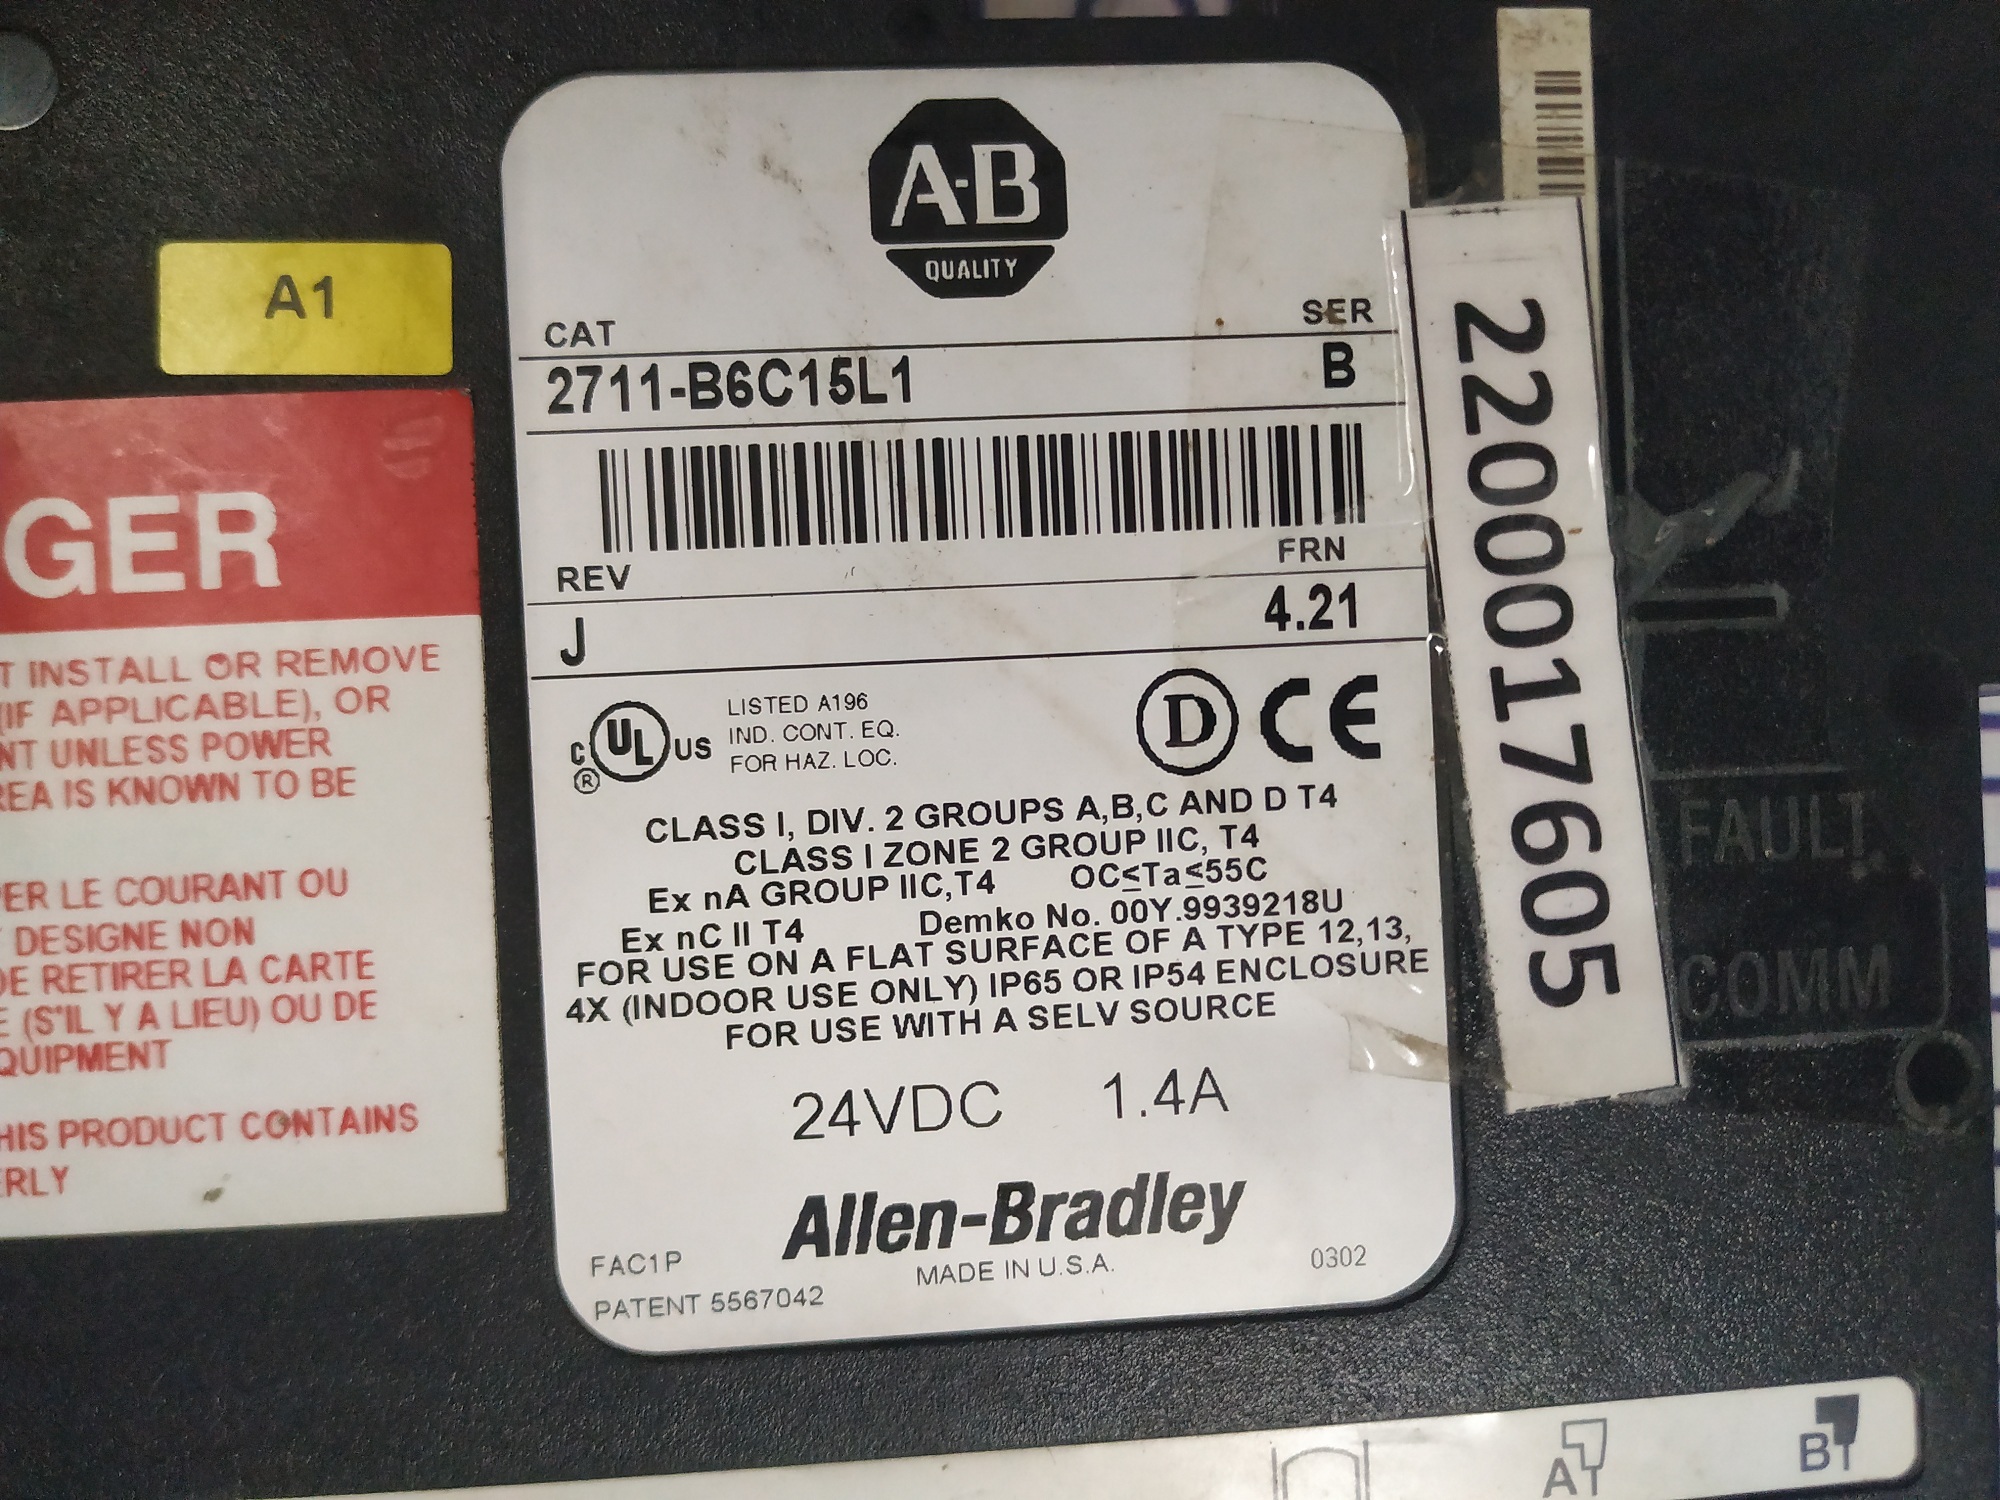 A1
GER
T INSTALL OR REMOVE
(IF APPLICABLE), OR
NT UNLESS POWER
REA IS KNOWN TO BE
ER LE COURANT OU
DESIGNE NON
DE RETIRER LA CARTE
E (S'IL Y A LIEU) OU DE
QUIPMENT
HIS PRODUCT CONTAINS
ERLY
A-B
QUALITY
CAT SER
2711-B6C15L1 B
REV FRN
J 4.21
C UL US
®
LISTED A196
IND. CONT. EQ.
FOR HAZ. LOC.
D CE
CLASS I, DIV. 2 GROUPS A,B,C AND D T4
CLASS I ZONE 2 GROUP IIC, T4
Ex nA GROUP IIC,T4 OC≤Ta≤55C
Ex nC II T4 Demko No. 00Y.9939218U
FOR USE ON A FLAT SURFACE OF A TYPE 12,13,
4X (INDOOR USE ONLY) IP65 OR IP54 ENCLOSURE
FOR USE WITH A SELV SOURCE
24VDC 1.4A
Allen-Bradley
FAC1P MADE IN U.S.A. 0302
PATENT 5567042
2200017605
FAULT
COMM
A B